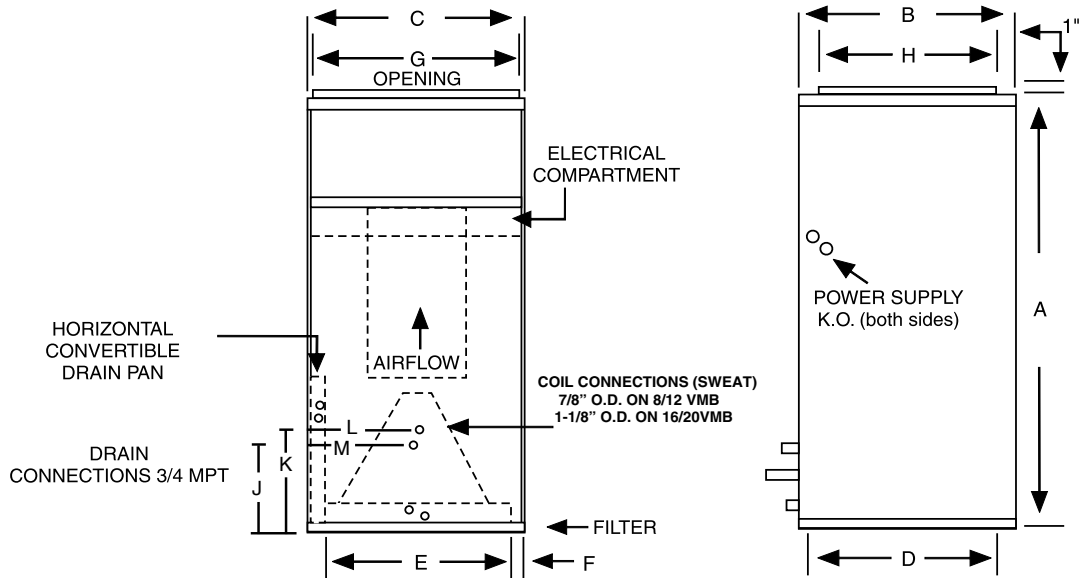 C
G
OPENING
B
H
1"
ELECTRICAL
COMPARTMENT
POWER SUPPLY
K.O. (both sides)
A
HORIZONTAL
CONVERTIBLE
DRAIN PAN
AIRFLOW
COIL CONNECTIONS (SWEAT)
7/8” O.D. ON 8/12 VMB
1-1/8” O.D. ON 16/20VMB
L
M
K
J
DRAIN
CONNECTIONS 3/4 MPT
FILTER
E
F
D